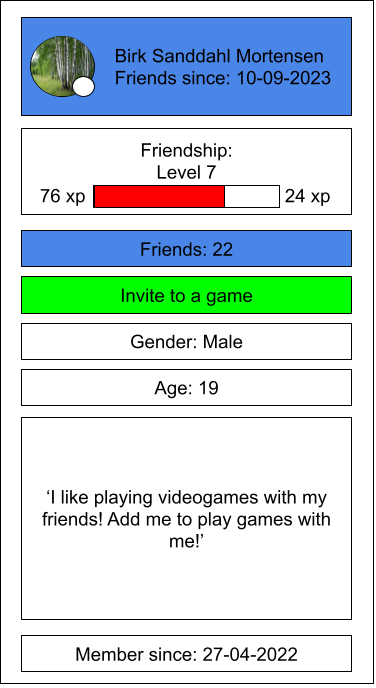 Birk Sanddahl Mortensen
Friends since: 10-09-2023
Friendship:
Level 7
76 xp 24 xp
Friends: 22
Invite to a game
Gender: Male
Age: 19
‘I like playing videogames with my
friends! Add me to play games with
me!’
Member since: 27-04-2022